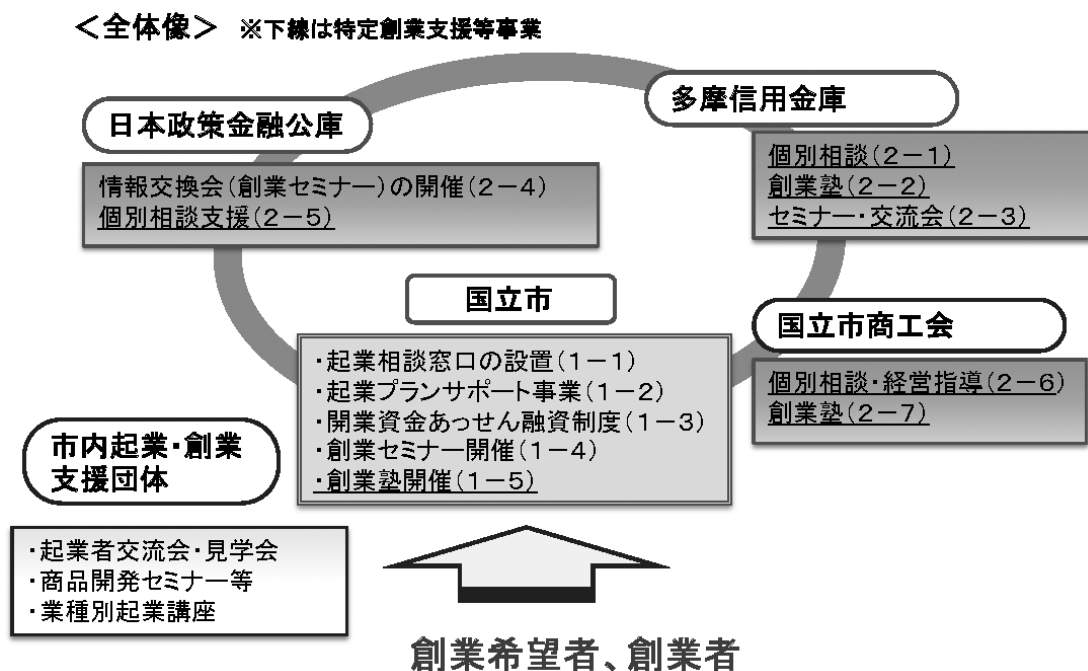 ＜全体像＞ ※下線は特定創業支援等事業
日本政策金融公庫
情報交換会（創業セミナー）の開催（２－４）
個別相談支援（２－５）
多摩信用金庫
個別相談（２－１）
創業塾（２－２）
セミナー・交流会（２－３）
国立市
・起業相談窓口の設置（１－１）
・起業プランサポート事業（１－２）
・開業資金あっせん融資制度（１－３）
・創業セミナー開催（１－４）
・創業塾開催（１－５）
国立市商工会
個別相談・経営指導（２－６）
創業塾（２－７）
市内起業・創業
支援団体
・起業者交流会・見学会
・商品開発セミナー等
・業種別起業講座
創業希望者、創業者